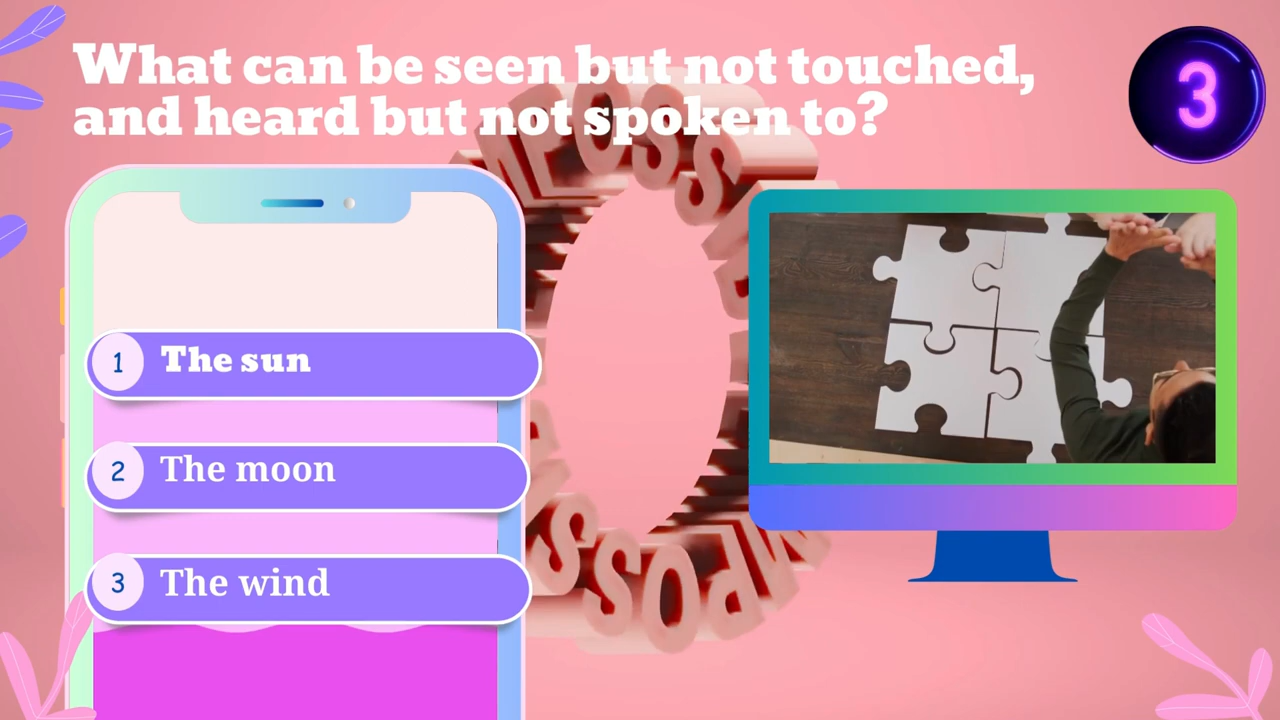 What can be seen but not touched,
and heard but not spoken to?
3
1 The sun
2 The moon
3 The wind